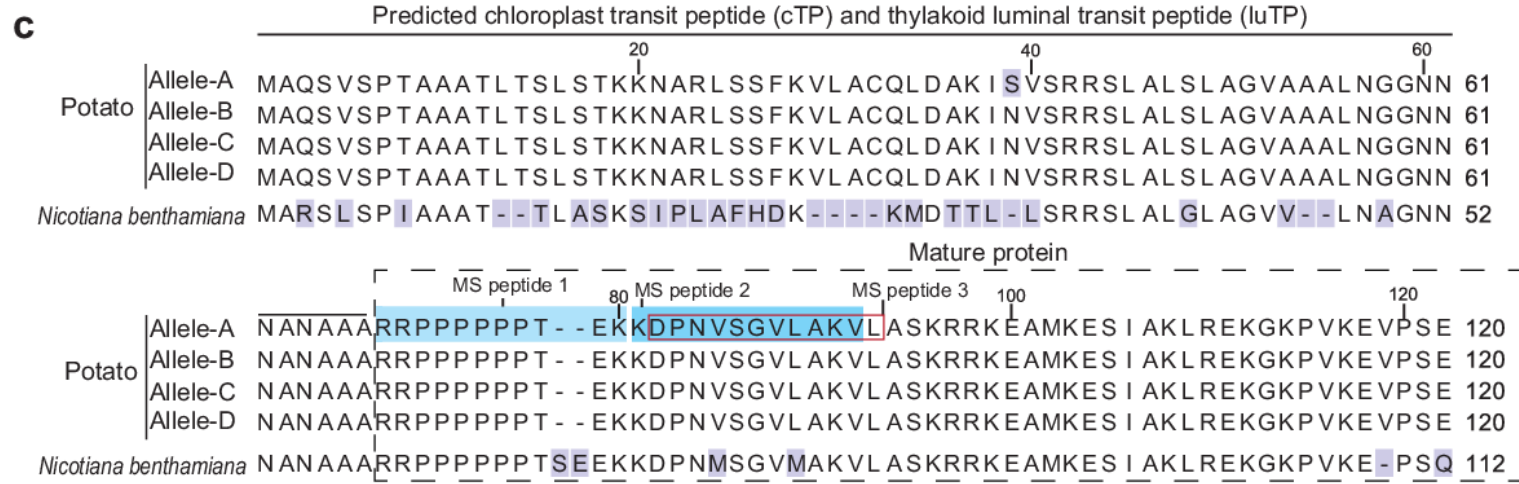 c
Predicted chloroplast transit peptide (cTP) and thylakoid luminal transit peptide (luTP)
20 40 60
Potato
Allele-A MAQSVSPTAAATLTSLSTKKNARLSSFKVLACQLDAKISVSRRSLALSLAGVAAALNGGNN 61
Allele-B MAQSVSPTAAATLTSLSTKKNARLSSFKVLACQLDAKINVSRRSLALSLAGVAAALNGGNN 61
Allele-C MAQSVSPTAAATLTSLSTKKNARLSSFKVLACQLDAKINVSRRSLALSLAGVAAALNGGNN 61
Allele-D MAQSVSPTAAATLTSLSTKKNARLSSFKVLACQLDAKINVSRRSLALSLAGVAAALNGGNN 61
Nicotiana benthamiana MARSLSPIAAAT--TLASKSIPLAFHDK----KMDTTL-LSRRSLALGLAGVV--LNAGNN 52
Mature protein
MS peptide 1 80 MS peptide 2 MS peptide 3 100 120
Potato
Allele-A NANAAARRPPPPPPT--EKKDPNVSGVLAKVLASKRRKEAMKESIAKLREKGKPVKEVPSE 120
Allele-B NANAAARRPPPPPPT--EKKDPNVSGVLAKVLASKRRKEAMKESIAKLREKGKPVKEVPSE 120
Allele-C NANAAARRPPPPPPT--EKKDPNVSGVLAKVLASKRRKEAMKESIAKLREKGKPVKEVPSE 120
Allele-D NANAAARRPPPPPPT--EKKDPNVSGVLAKVLASKRRKEAMKESIAKLREKGKPVKEVPSE 120
Nicotiana benthamiana NANAAARRPPPPPPTSEEKKDPNMSGVMAKVLASKRRKEAMKESIAKLREKGKPVKE-PSQ 112